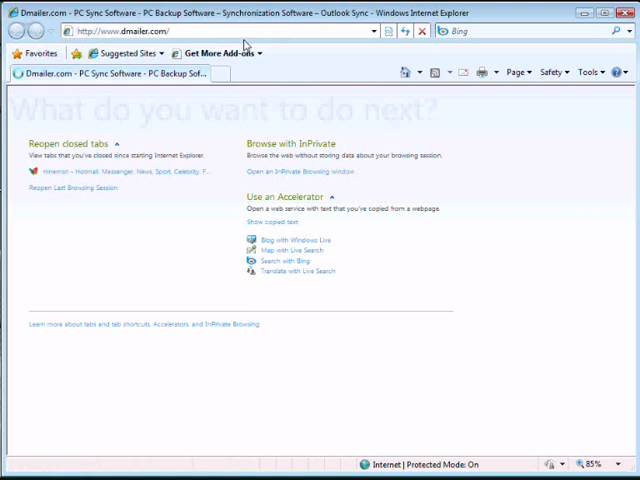 Dmailer.com - PC Sync Software - PC Backup Software – Synchronization Software – Outlook Sync - Windows Internet Explorer
http://www.dmailer.com/
Bing
Favorites
Suggested Sites
Get More Add-ons
Dmailer.com - PC Sync Software - PC Backup Sof...
Page
Safety
Tools
What do you want to do next?
Reopen closed tabs
View tabs that you've closed since starting Internet Explorer.
- Hotmail, Messenger, News, Sport, Celebrity, F...
Reopen Last Browsing Session
Browse with InPrivate
Browse the web without storing data about your browsing session.
Open an InPrivate Browsing window
Use an Accelerator
Open a web service with text that you've copied from a webpage.
Show copied text
Blog with Windows Live
Map with Live Search
Search with Bing
Translate with Live Search
Learn more about tabs and tab shortcuts, Accelerators, and InPrivate Browsing.
Internet | Protected Mode: On
85%